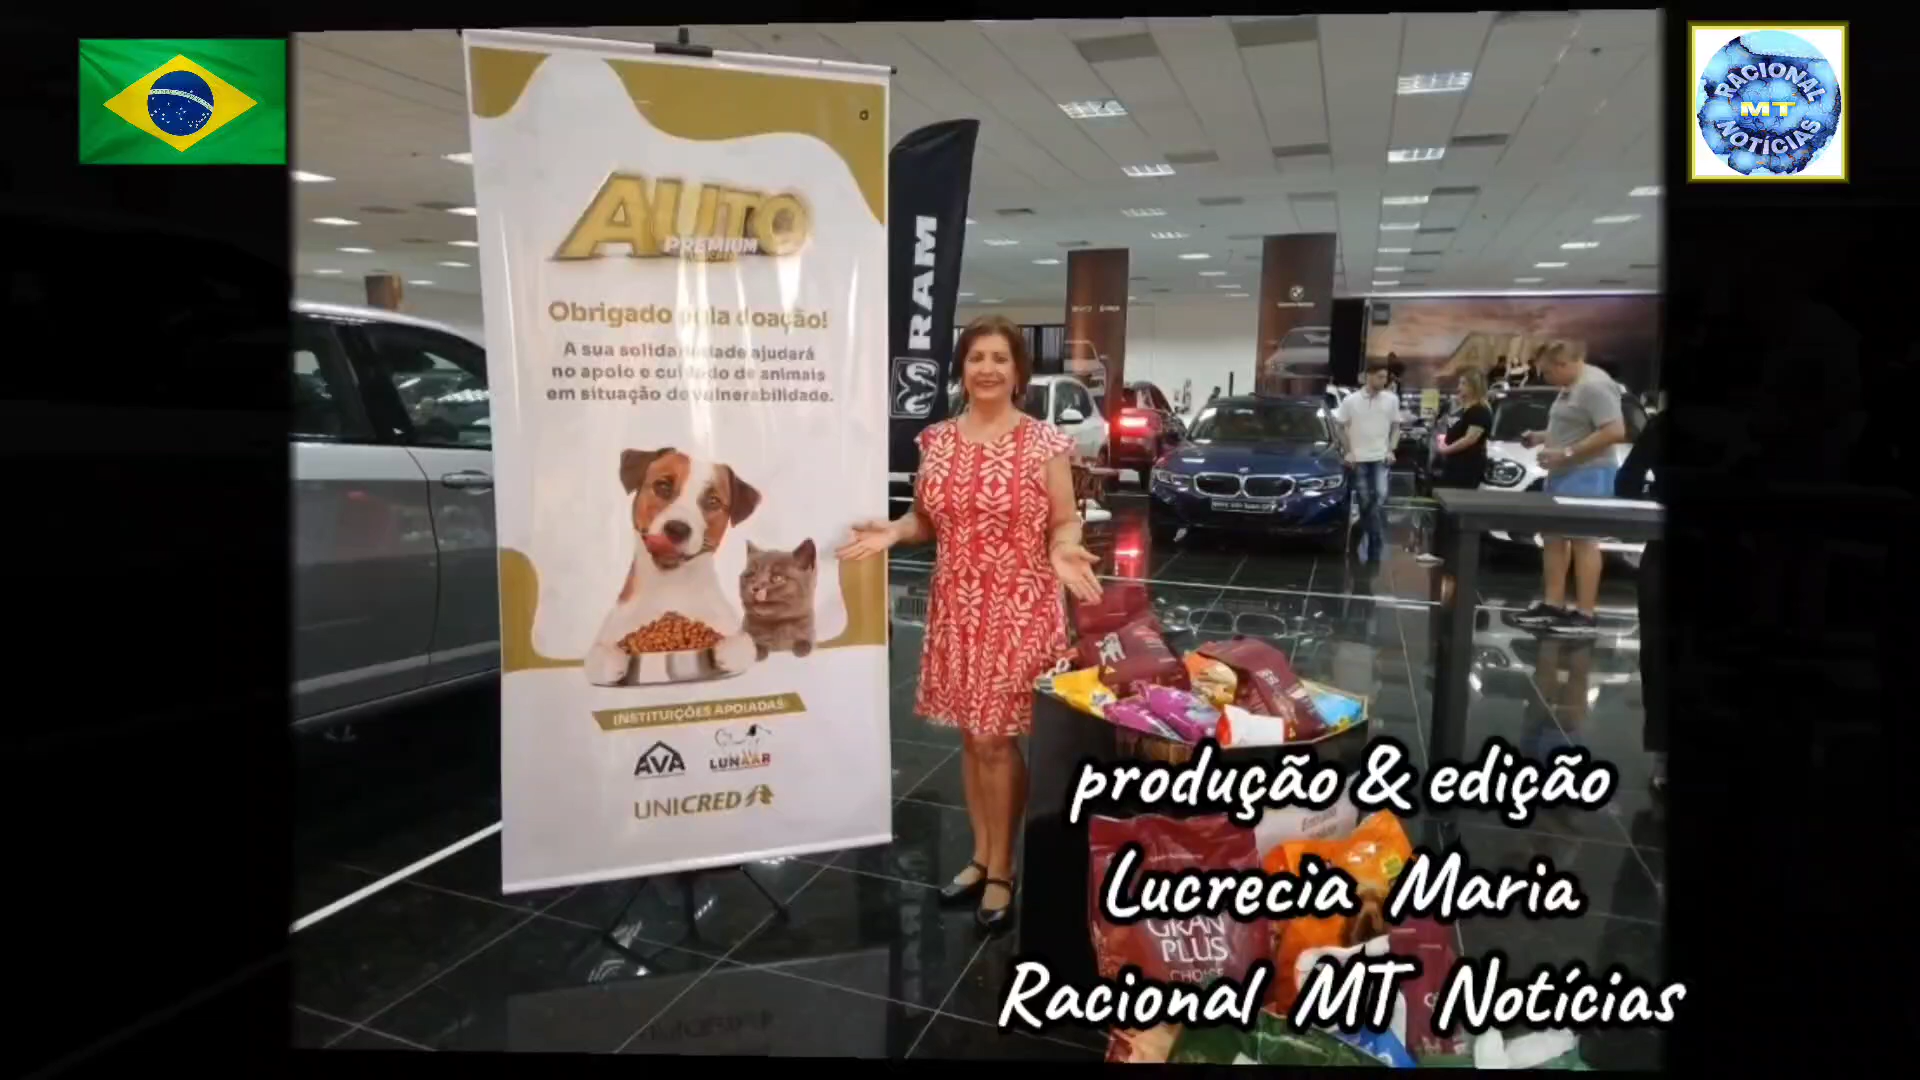 RACIONAL
MT
NOTÍCIAS
AUTO
PREMIUM
Obrigado pela doação!
A sua solidariedade ajudará
no apoio e cuidado de animais
em situação de vulnerabilidade.
RAM
INSTITUIÇÕES APOIADAS:
AVA
LUNAAR
UNICRED
produção & edição
Lucrecia Maria
GRAN
PLUS
CHOICE
Racional MT Notícias